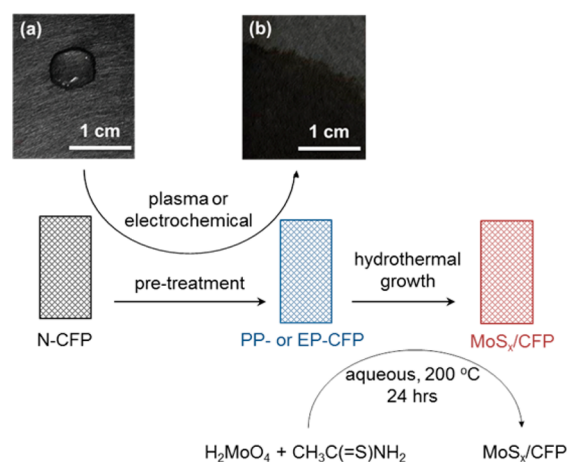 (a)
(b)
1 cm
1 cm
plasma or
electrochemical
pre-treatment
hydrothermal
growth
N-CFP
PP- or EP-CFP
MoSₓ/CFP
aqueous, 200 °C
24 hrs
H₂MoO₄ + CH₃C(=S)NH₂
MoSₓ/CFP